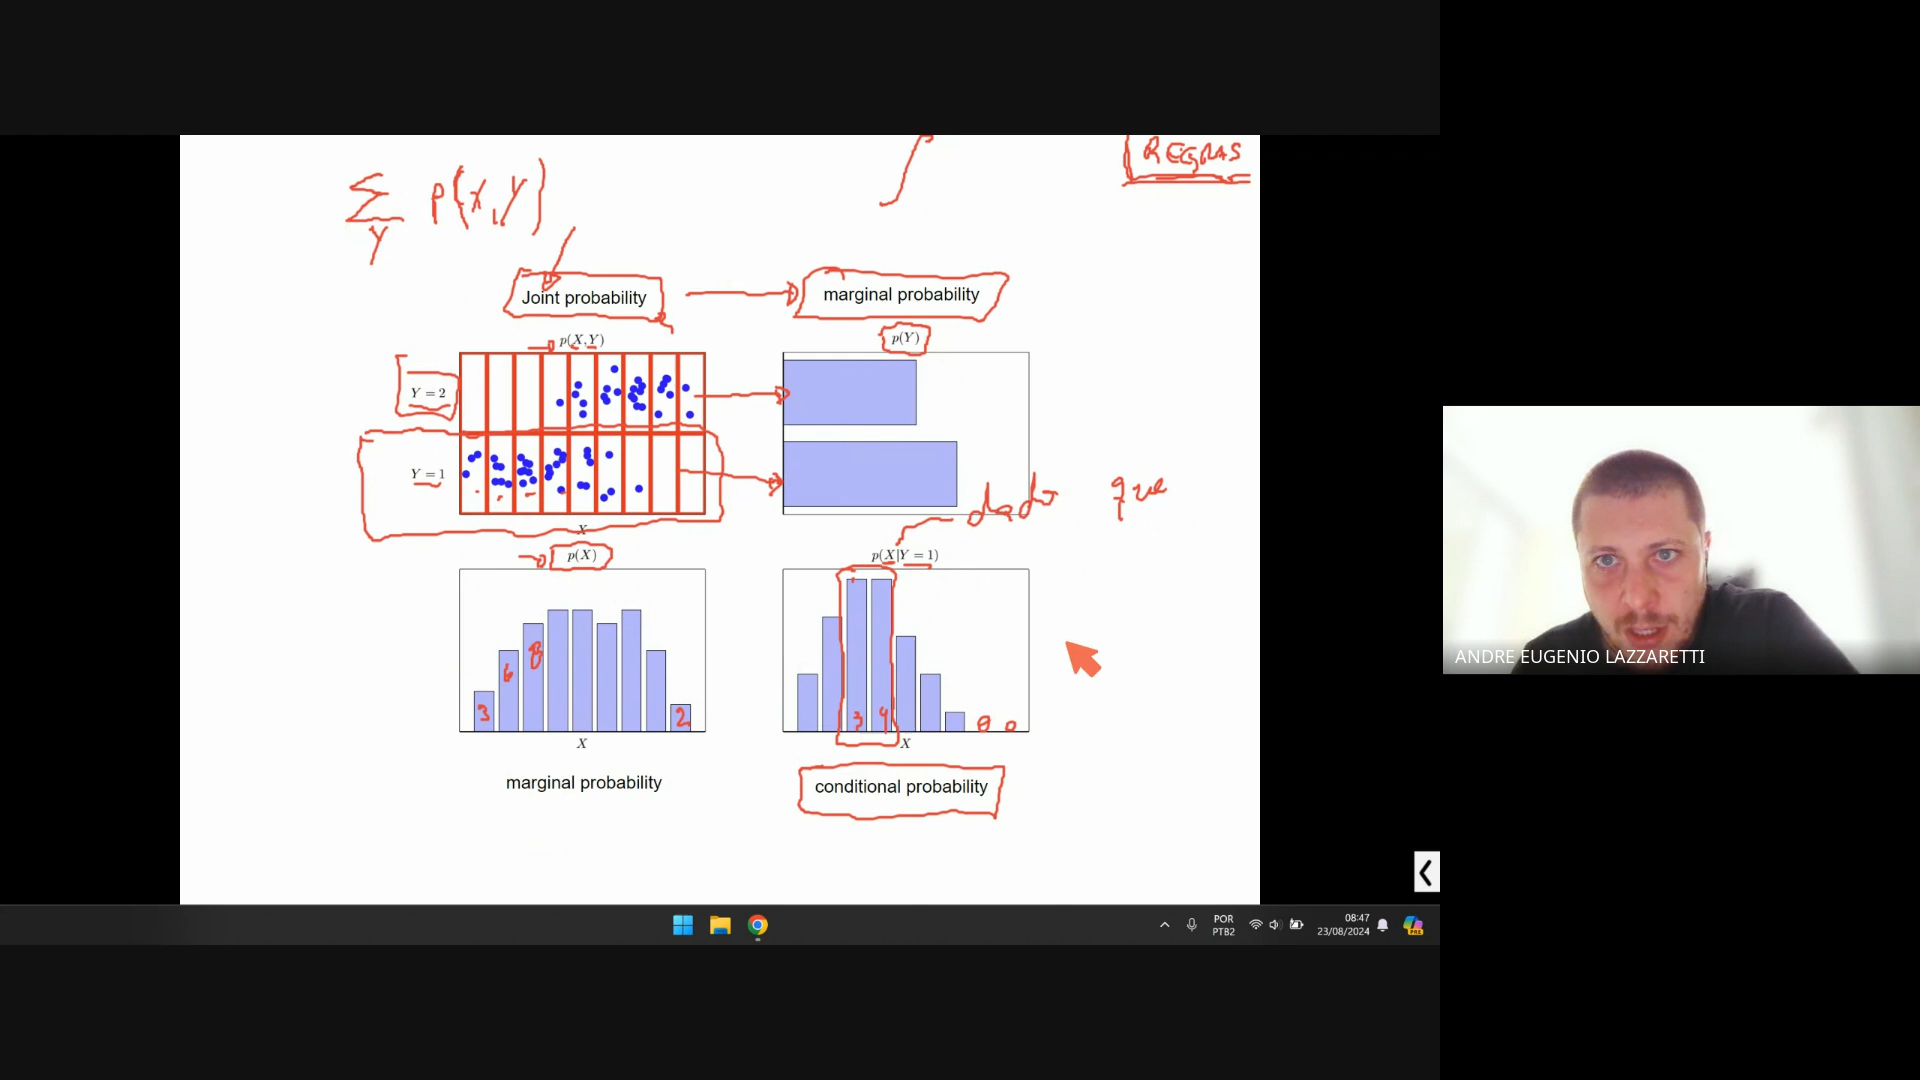 REGRAS
Σ p(X,Y)
Y
Joint probability
marginal probability
p(X,Y)
p(Y)
Y = 2
Y = 1
X
dado que
p(X)
p(X|Y = 1)
3 6 8 2
3 4 0 0
X
X
marginal probability
conditional probability
ANDRE EUGENIO LAZZARETTI
POR
PTB2
08:47
23/08/2024
PRE